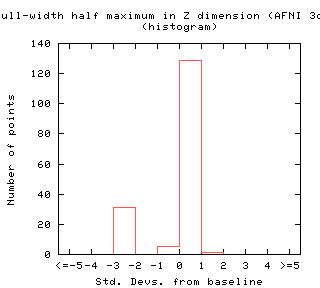 ull-width half maximum in Z dimension (AFNI 3d
(histogram)
140
120
100
80
60
40
20
0
Number of points
<=-5 -4 -3 -2 -1 0 1 2 3 4 >=5
Std. Devs. from baseline